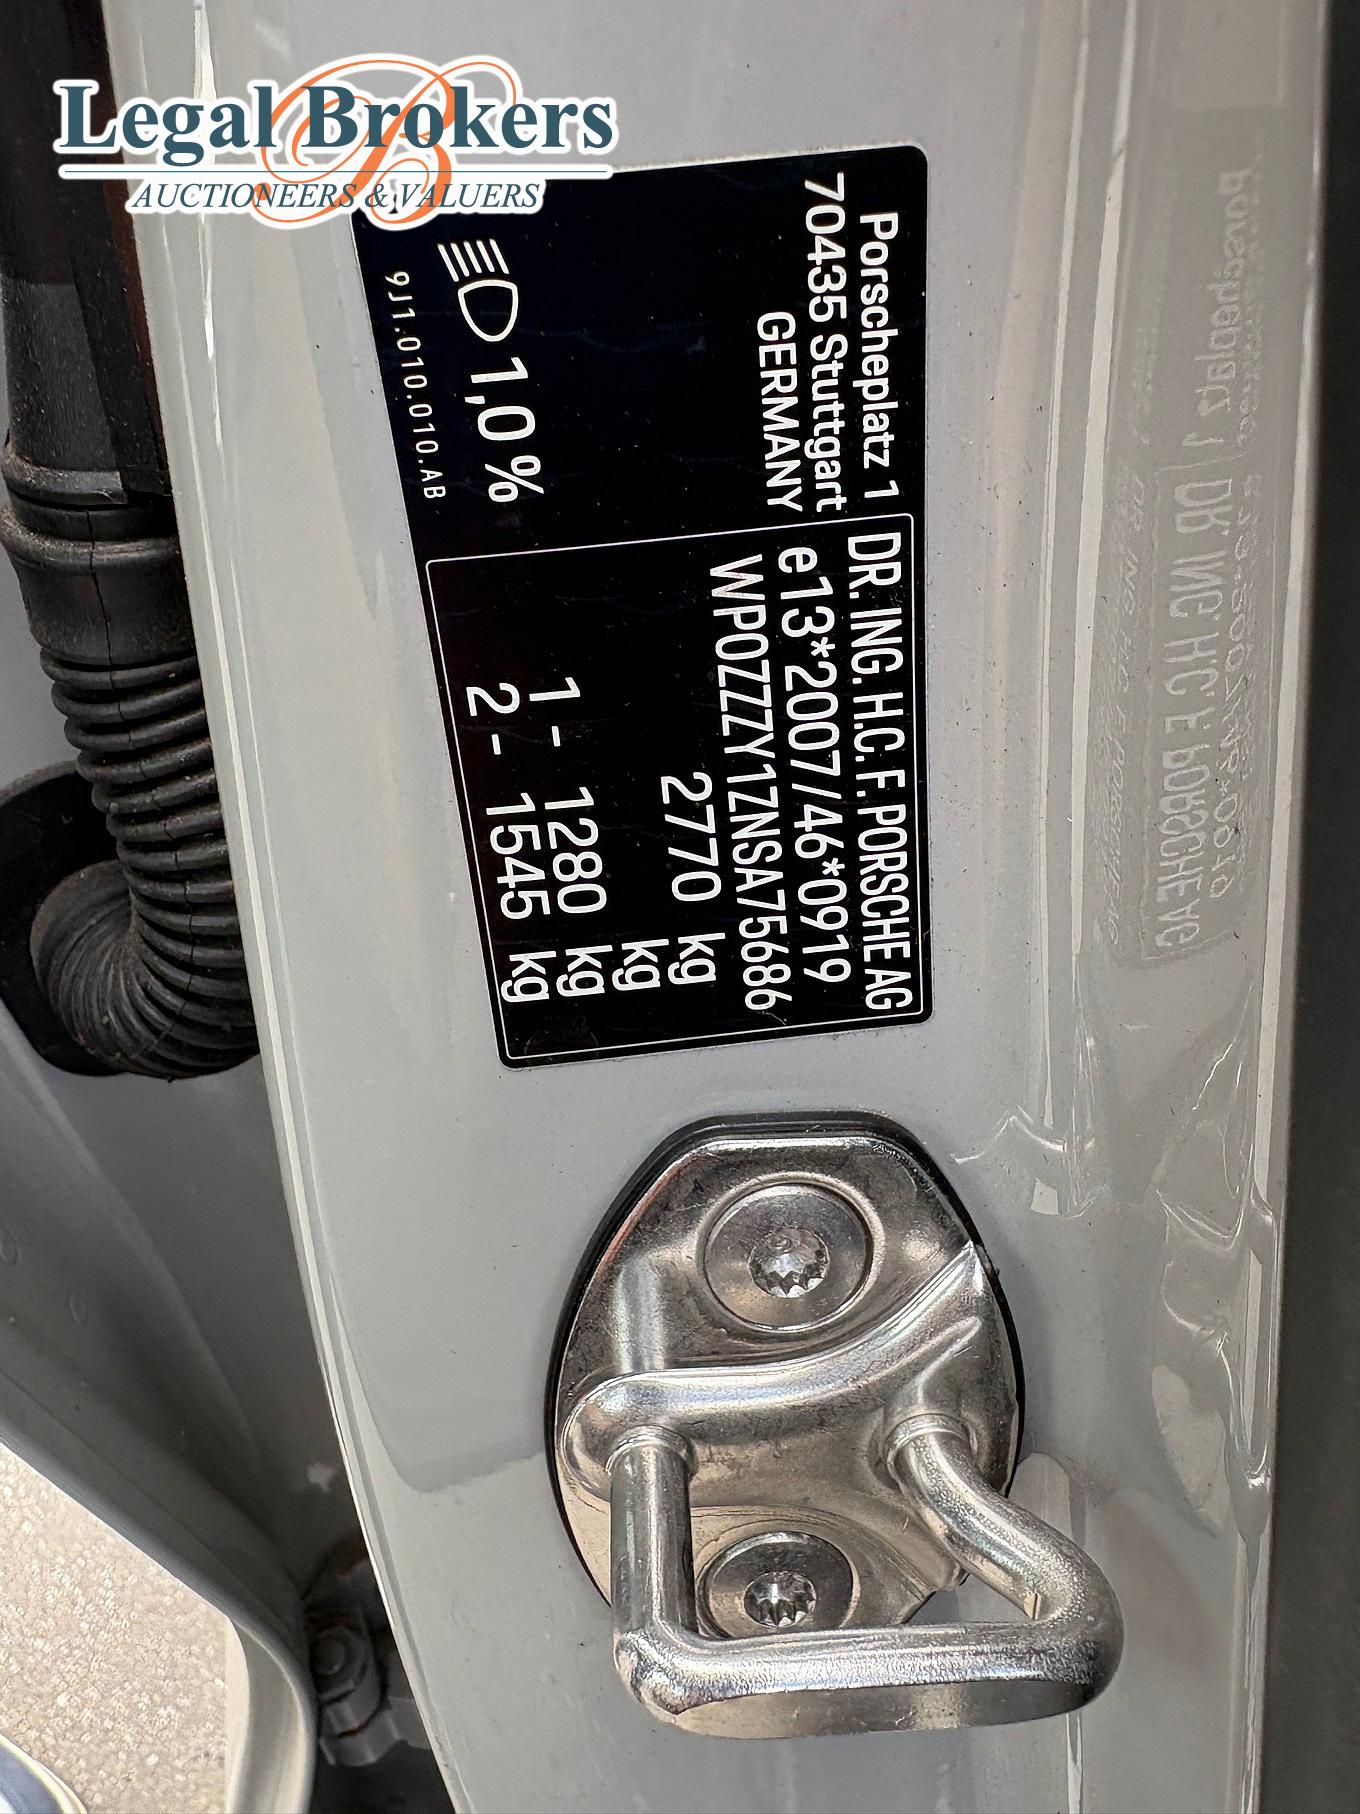 Legal Brokers
AUCTIONEERS & VALUERS
Porscheplatz 1
70435 Stuttgart
GERMANY
DR. ING. H.C. F. PORSCHE AG
e13*2007/46*0919
WP0ZZZY1ZNSA75686
2770 kg
kg
1 - 1280 kg
2 - 1545 kg
1,0 %
9J1.010.010.AB